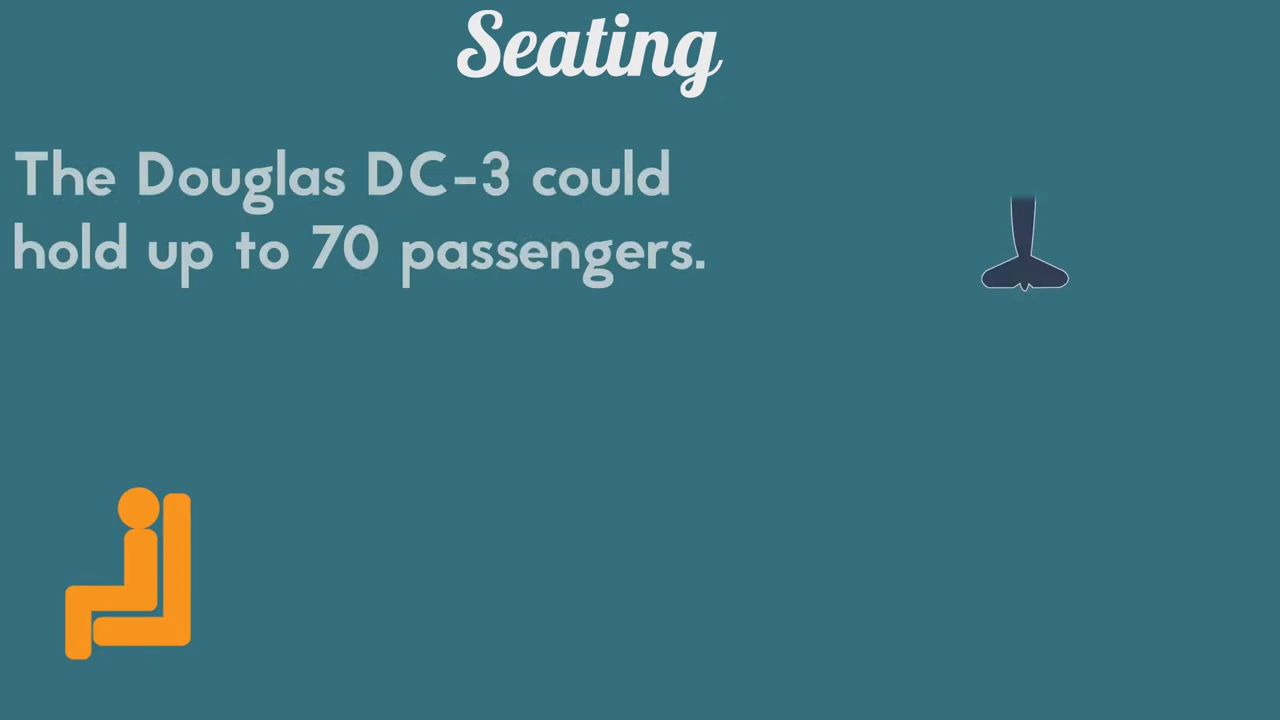 Seating
The Douglas DC-3 could
hold up to 70 passengers.